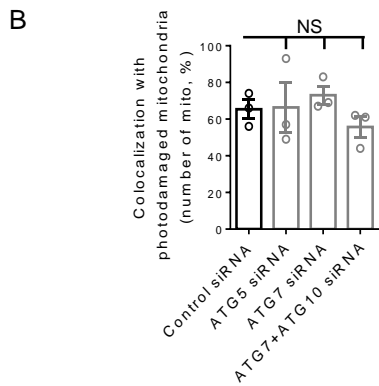 B
NS
Colocalization with
photodamaged mitochondria
(number of mito, %)
100
80
60
40
20
0
Control siRNA
ATG5 siRNA
ATG7 siRNA
ATG7+ATG10 siRNA